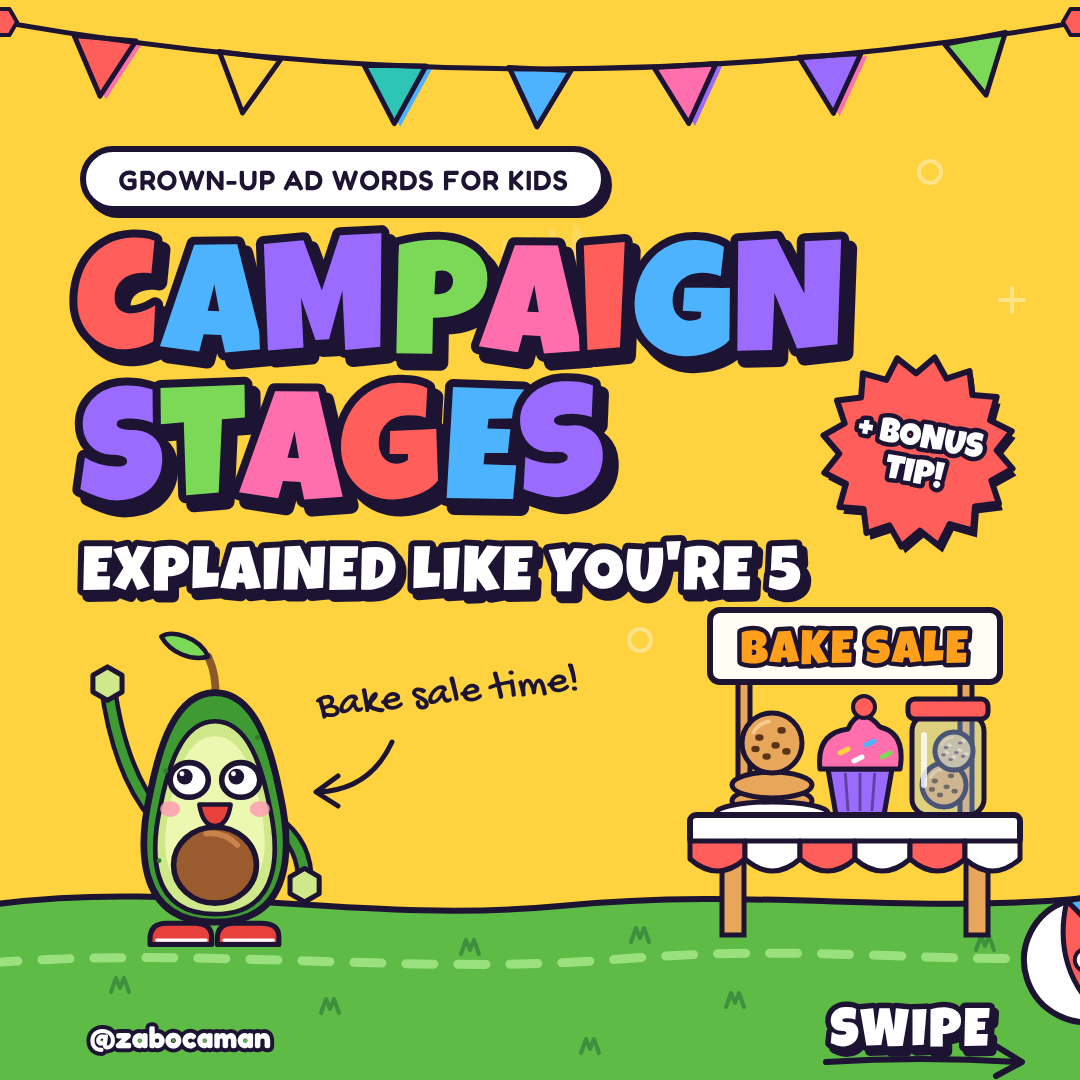 GROWN-UP AD WORDS FOR KIDS
CAMPAIGN
STAGES
+ BONUS
TIP!
EXPLAINED LIKE YOU'RE 5
BAKE SALE
Bake sale time!
@zabocaman
SWIPE